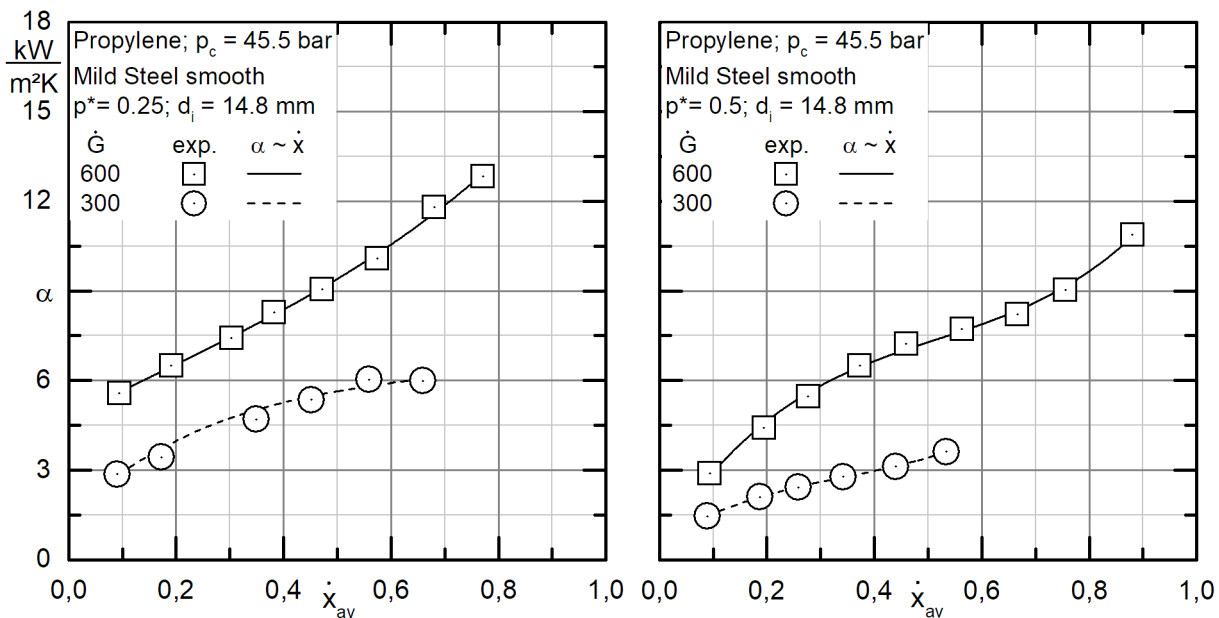 18
kW
m²K
15
12
α
6
3
0
Propylene; p_c = 45.5 bar
Mild Steel smooth
p*= 0.25; d_i = 14.8 mm
Ġ exp. α ~ ẋ
600
300
0,0 0,2 0,4 ẋ_av 0,6 0,8 1,0
Propylene; p_c = 45.5 bar
Mild Steel smooth
p*= 0.5; d_i = 14.8 mm
Ġ exp. α ~ ẋ
600
300
0,0 0,2 0,4 ẋ_av 0,6 0,8 1,0